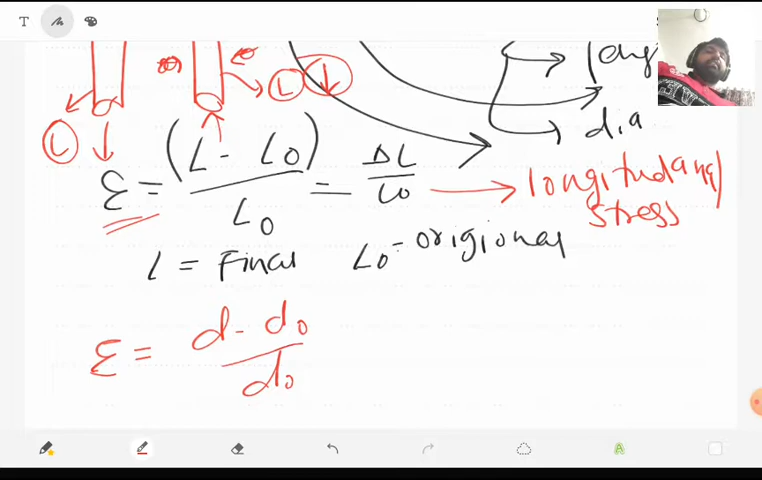 T
L
L
dia
ε = (L - L0) / L0 = ΔL / L0 → longitudanal
stress
L = Final L0 = origional
ε = d - d0 / d0
A